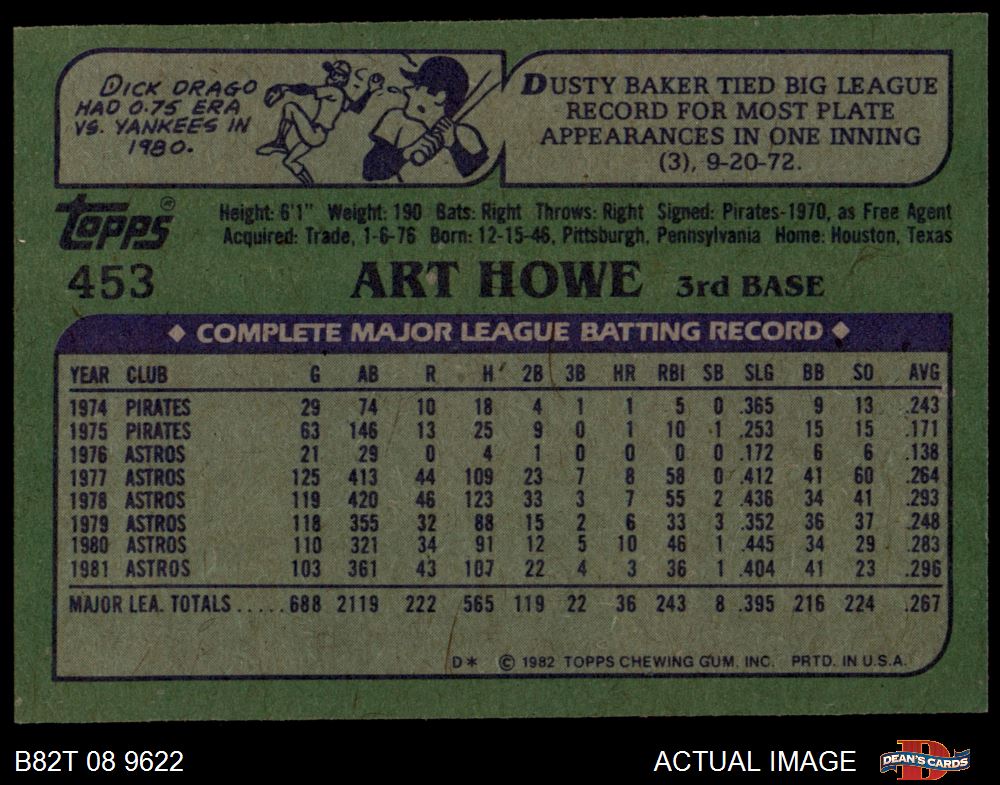 DICK DRAGO
HAD 0.75 ERA
VS. YANKEES IN
1980.
DUSTY BAKER TIED BIG LEAGUE
RECORD FOR MOST PLATE
APPEARANCES IN ONE INNING
(3), 9-20-72.
Topps®
Height: 6'1" Weight: 190 Bats: Right Throws: Right Signed: Pirates-1970, as Free Agent
Acquired: Trade, 1-6-76 Born: 12-15-46, Pittsburgh, Pennsylvania Home: Houston, Texas
453 ART HOWE 3rd BASE
◆ COMPLETE MAJOR LEAGUE BATTING RECORD ◆
YEAR CLUB G AB R H 2B 3B HR RBI SB SLG BB SO AVG
1974 PIRATES 29 74 10 18 4 1 1 5 0 .365 9 13 .243
1975 PIRATES 63 146 13 25 9 0 1 10 1 .253 15 15 .171
1976 ASTROS 21 29 0 4 1 0 0 0 0 .172 6 6 .138
1977 ASTROS 125 413 44 109 23 7 8 58 0 .412 41 60 .264
1978 ASTROS 119 420 46 123 33 3 7 55 2 .436 34 41 .293
1979 ASTROS 118 355 32 88 15 2 6 33 3 .352 36 37 .248
1980 ASTROS 110 321 34 91 12 5 10 46 1 .445 34 29 .283
1981 ASTROS 103 361 43 107 22 4 3 36 1 .404 41 23 .296
MAJOR LEA. TOTALS ..... 688 2119 222 565 119 22 36 243 8 .395 216 224 .267
D* © 1982 TOPPS CHEWING GUM, INC. PRTD. IN U.S.A.
B82T 08 9622 ACTUAL IMAGE D DEAN'S CARDS